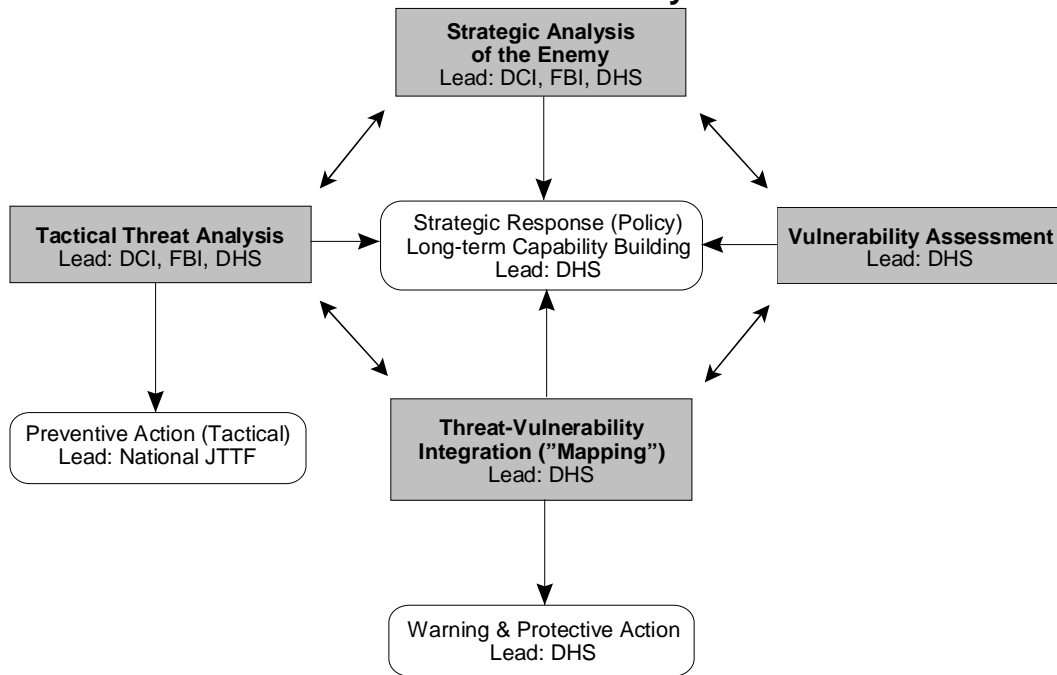 Strategic Analysis
of the Enemy
Lead: DCI, FBI, DHS
Tactical Threat Analysis
Lead: DCI, FBI, DHS
Strategic Response (Policy)
Long-term Capability Building
Lead: DHS
Vulnerability Assessment
Lead: DHS
Preventive Action (Tactical)
Lead: National JTTF
Threat-Vulnerability
Integration (”Mapping”)
Lead: DHS
Warning & Protective Action
Lead: DHS